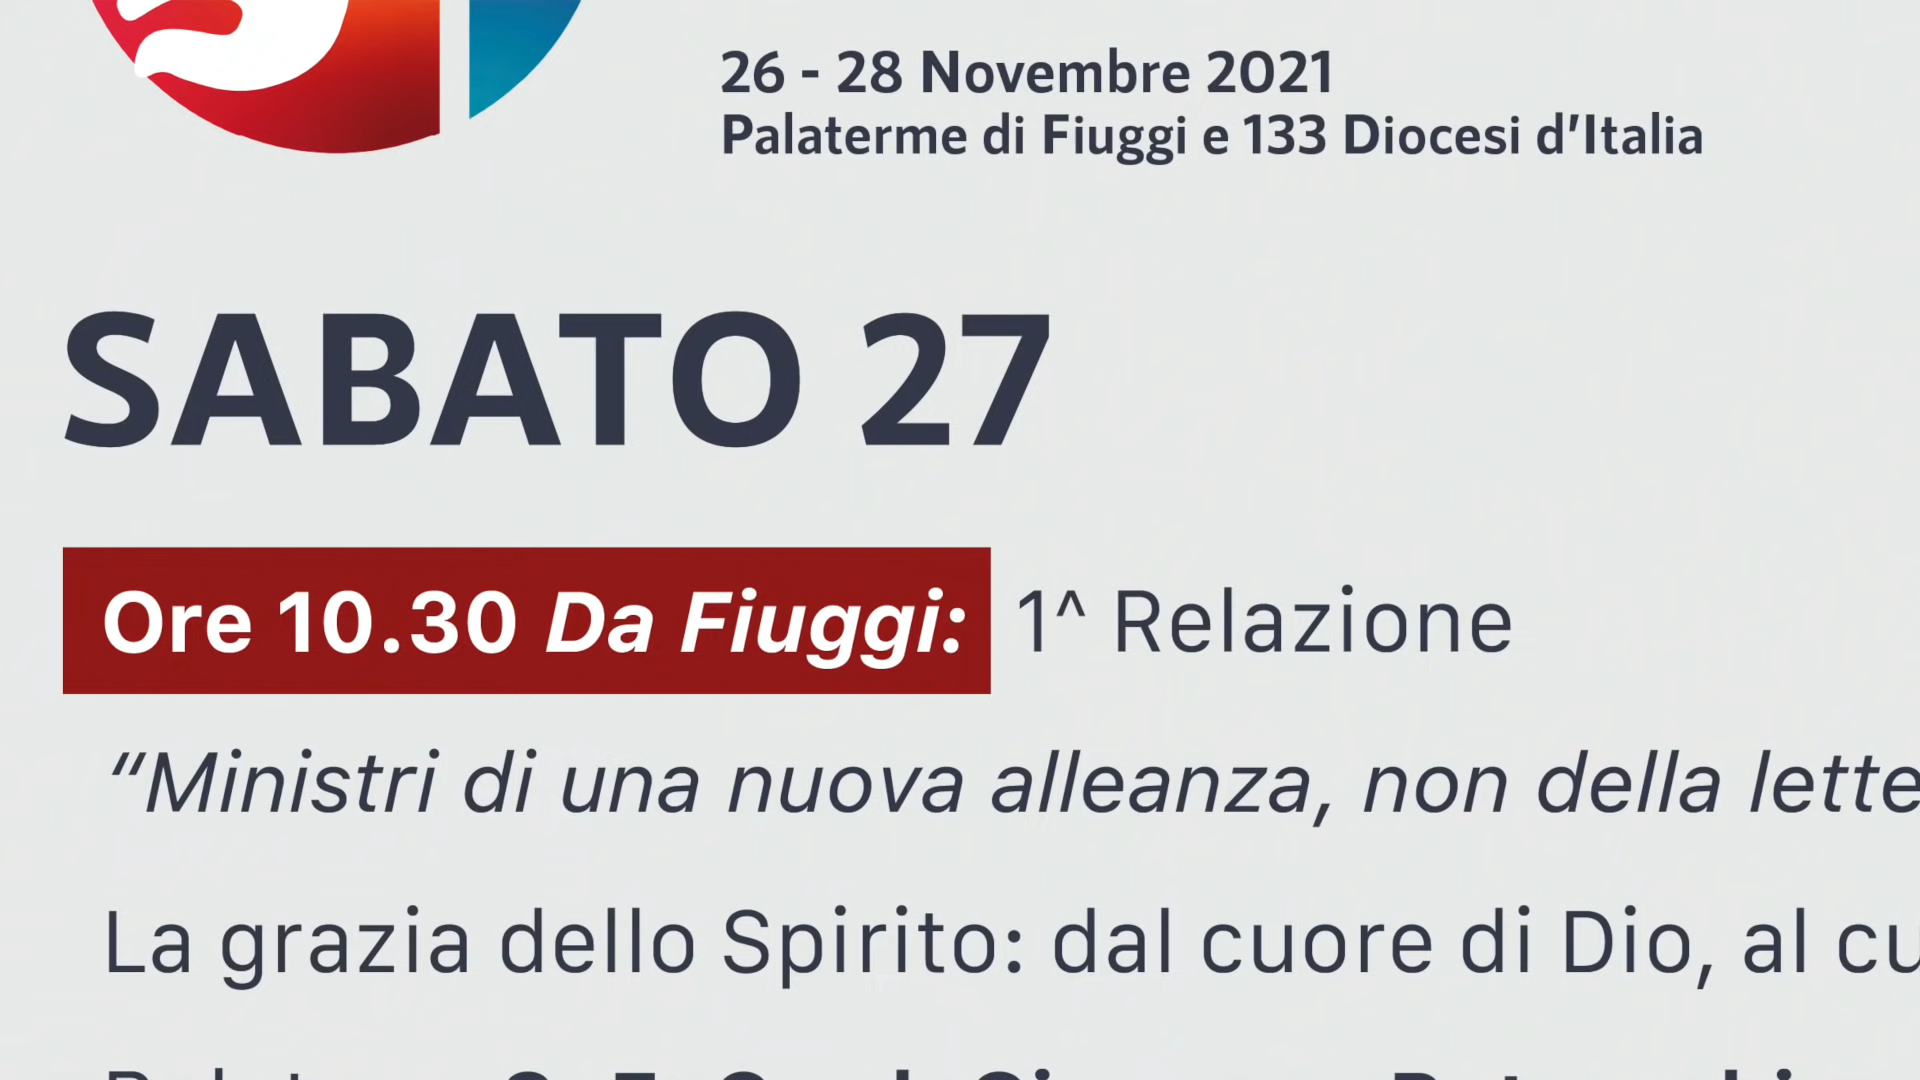 26 - 28 Novembre 2021
Palaterme di Fiuggi e 133 Diocesi d'Italia
SABATO 27
Ore 10.30 Da Fiuggi: 1^ Relazione
“Ministri di una nuova alleanza, non della lette
La grazia dello Spirito: dal cuore di Dio, al cu